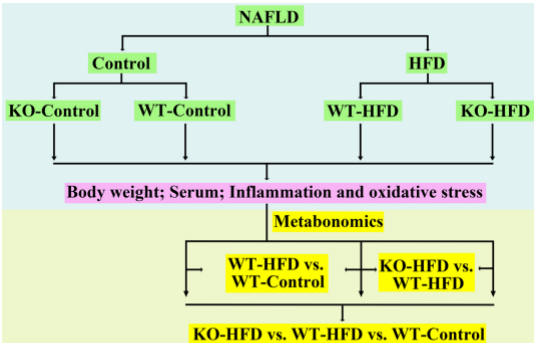 NAFLD
Control
HFD
KO-Control
WT-Control
WT-HFD
KO-HFD
Body weight; Serum; Inflammation and oxidative stress
Metabonomics
WT-HFD vs.
WT-Control
KO-HFD vs.
WT-HFD
KO-HFD vs. WT-HFD vs. WT-Control